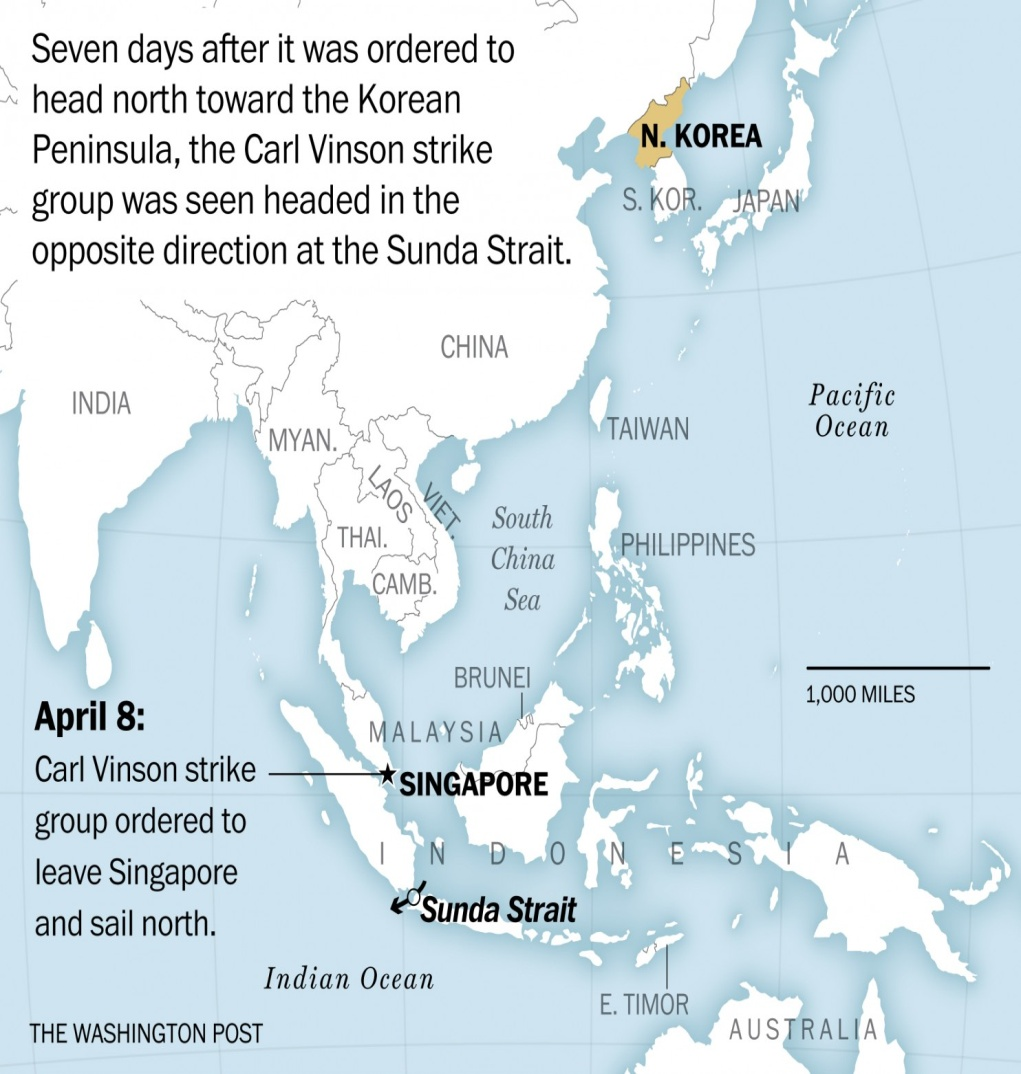 Seven days after it was ordered to
head north toward the Korean
Peninsula, the Carl Vinson strike
group was seen headed in the
opposite direction at the Sunda Strait.
N. KOREA
S. KOR.
JAPAN
CHINA
INDIA
Pacific
Ocean
TAIWAN
MYAN.
LAOS
VIET.
South
China
Sea
THAI.
PHILIPPINES
CAMB.
BRUNEI
1,000 MILES
April 8:
Carl Vinson strike
group ordered to
leave Singapore
and sail north.
MALAYSIA
SINGAPORE
INDONESIA
Sunda Strait
Indian Ocean
E. TIMOR
AUSTRALIA
THE WASHINGTON POST